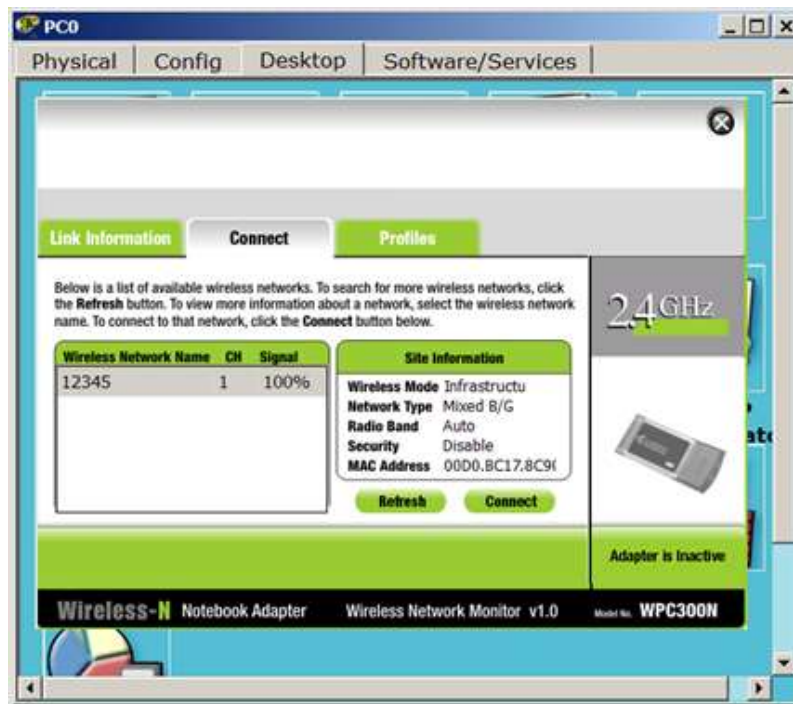 PC0
Physical Config Desktop Software/Services
Link Information Connect Profiles
Below is a list of available wireless networks. To search for more wireless networks, click
the Refresh button. To view more information about a network, select the wireless network
name. To connect to that network, click the Connect button below.
2.4GHz
Wireless Network Name CH Signal
12345 1 100%
Site Information
Wireless Mode Infrastructu
Network Type Mixed B/G
Radio Band Auto
Security Disable
MAC Address 00D0.BC17.8C9
Refresh Connect
Adapter is Inactive
Wireless-N Notebook Adapter Wireless Network Monitor v1.0 Model No. WPC300N